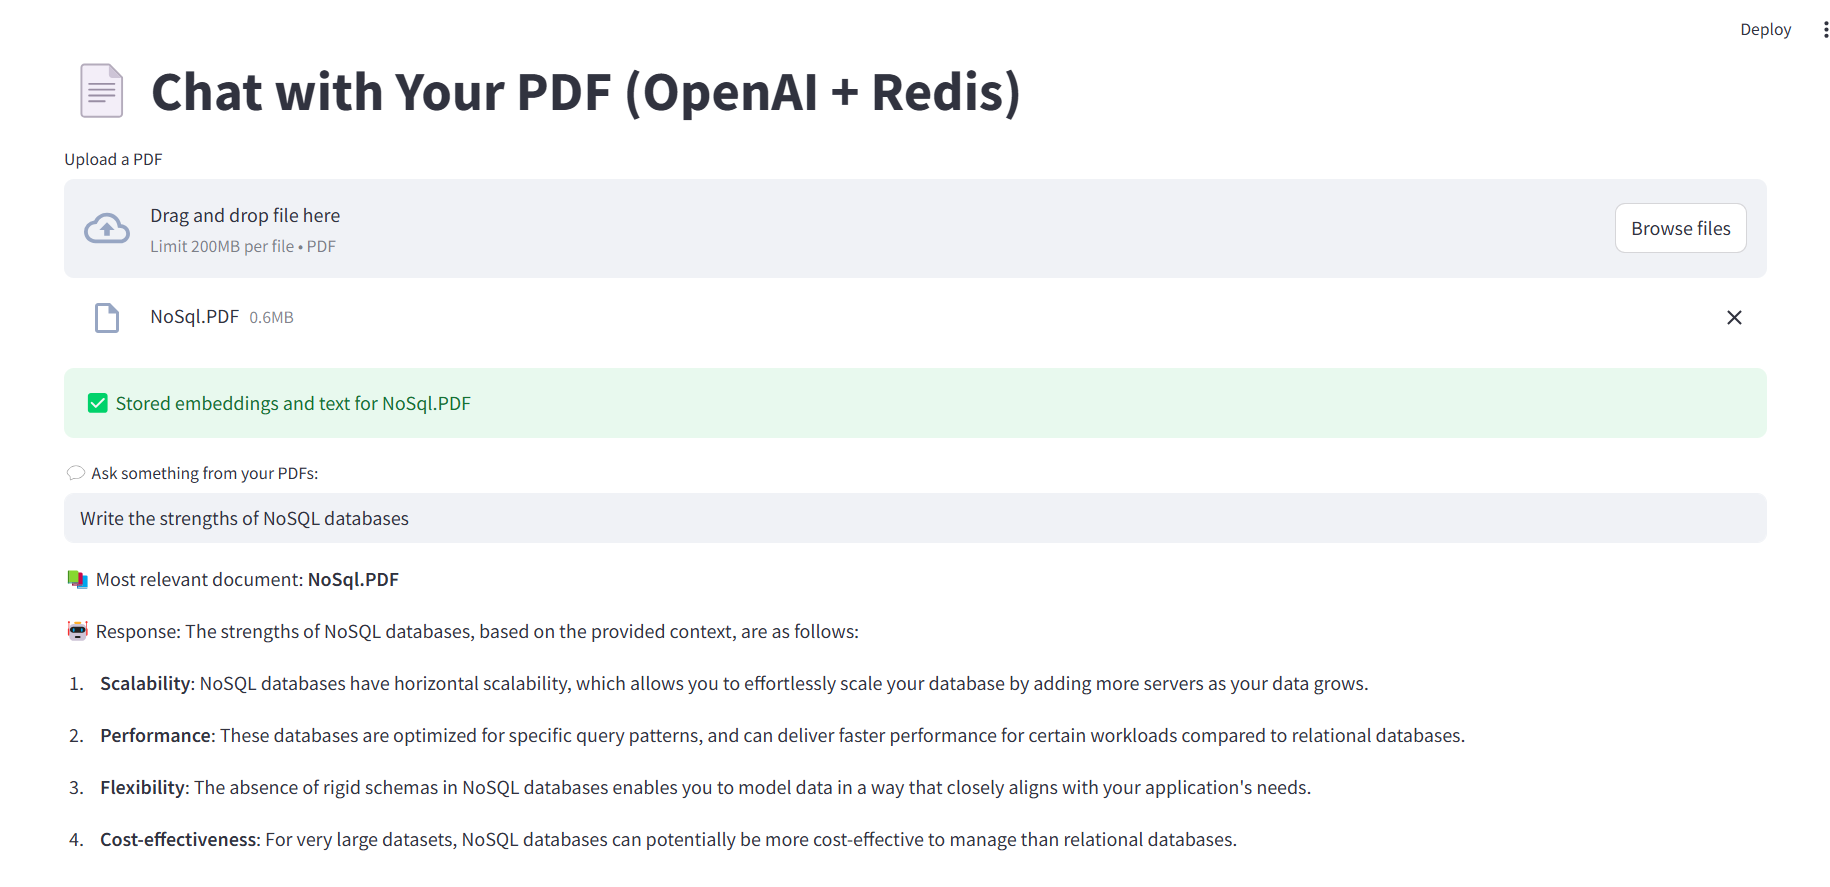 Deploy
Chat with Your PDF (OpenAI + Redis)
Upload a PDF
Drag and drop file here
Limit 200MB per file • PDF
Browse files
NoSql.PDF 0.6MB
Stored embeddings and text for NoSql.PDF
Ask something from your PDFs:
Write the strengths of NoSQL databases
Most relevant document: NoSql.PDF
Response: The strengths of NoSQL databases, based on the provided context, are as follows:
1. Scalability: NoSQL databases have horizontal scalability, which allows you to effortlessly scale your database by adding more servers as your data grows.
2. Performance: These databases are optimized for specific query patterns, and can deliver faster performance for certain workloads compared to relational databases.
3. Flexibility: The absence of rigid schemas in NoSQL databases enables you to model data in a way that closely aligns with your application's needs.
4. Cost-effectiveness: For very large datasets, NoSQL databases can potentially be more cost-effective to manage than relational databases.